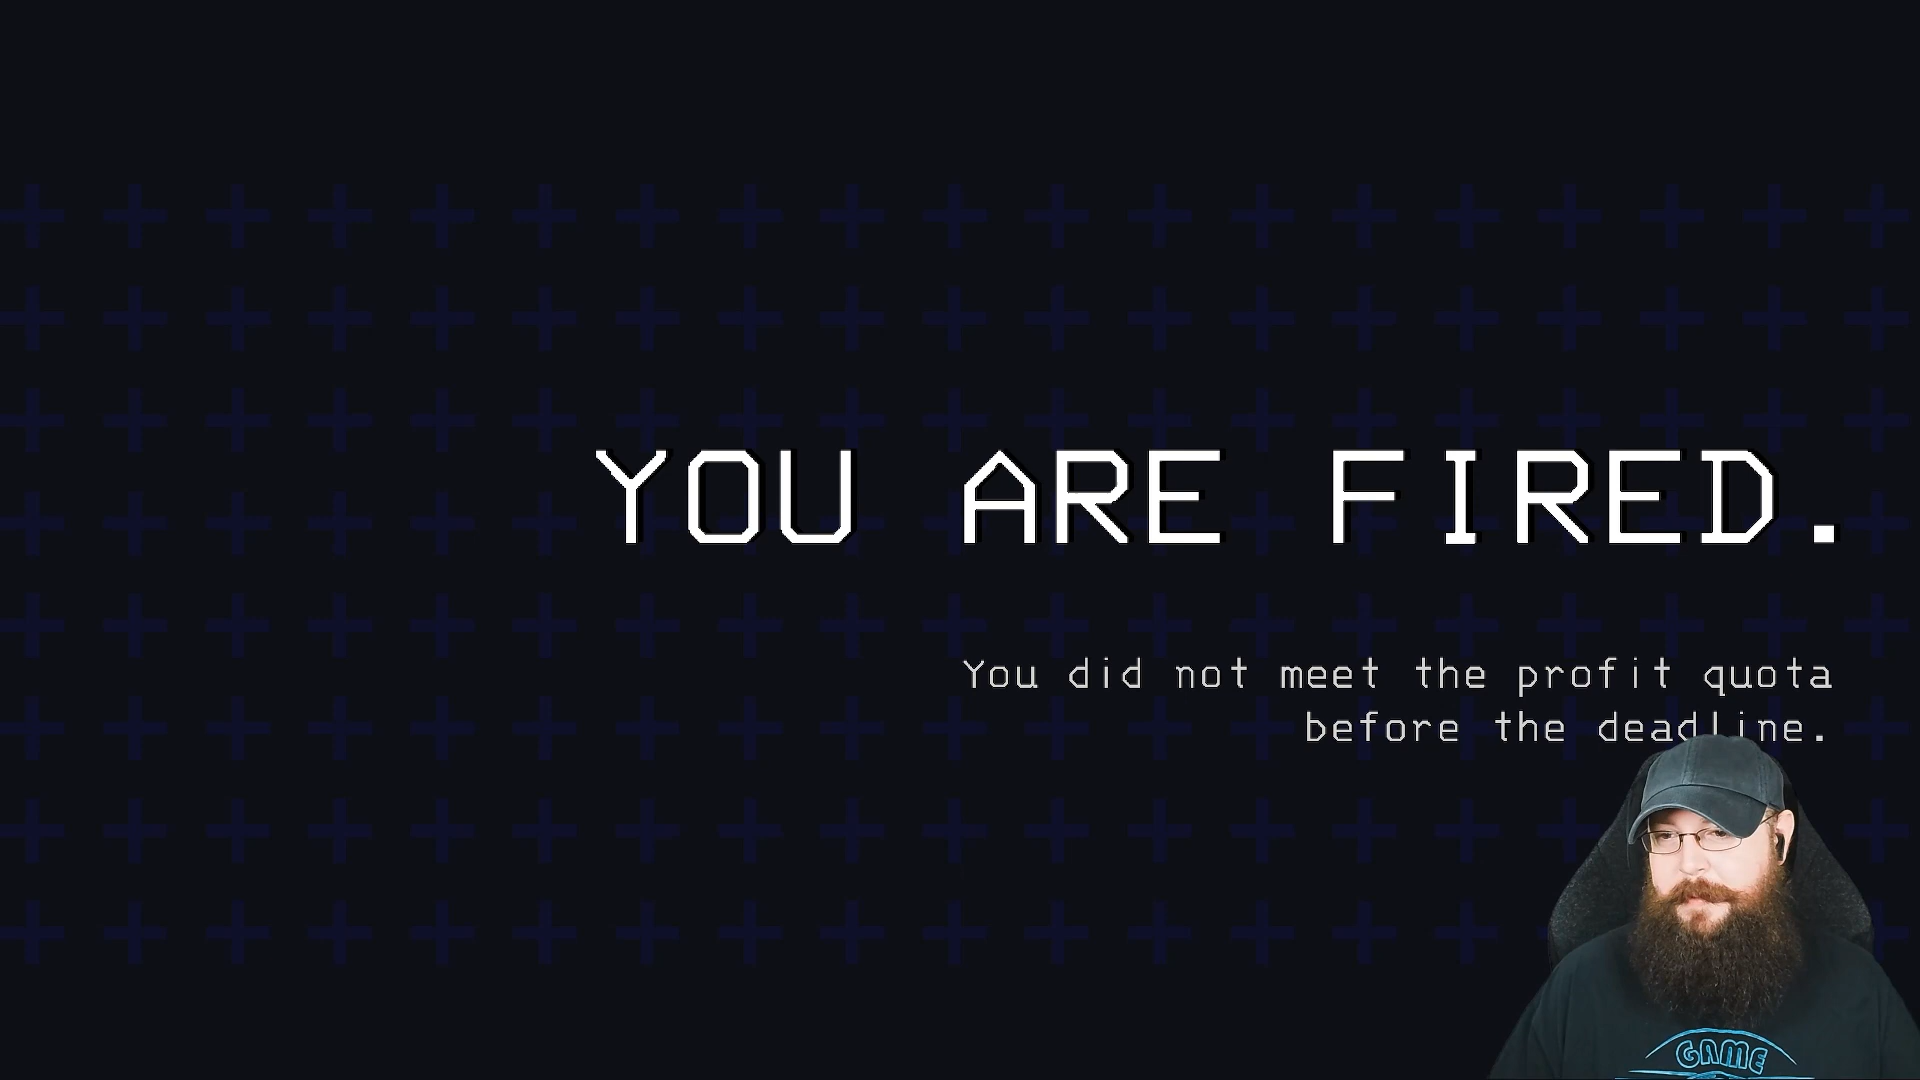 YOU ARE FIRED.
You did not meet the profit quota
before the deadline.
GAME